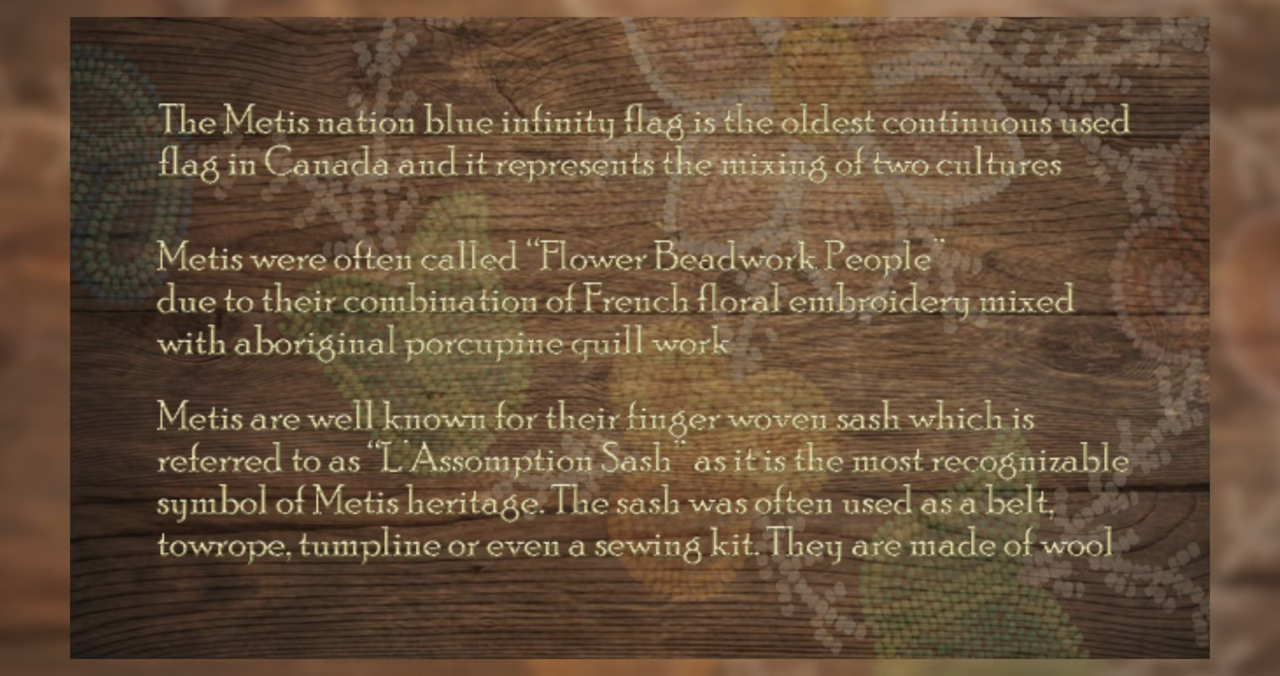 The Metis nation blue infinity flag is the oldest continuous used
flag in Canada and it represents the mixing of two cultures
Metis were often called “Flower Beadwork People”
due to their combination of French floral embroidery mixed
with aboriginal porcupine quill work
Metis are well known for their finger woven sash which is
referred to as “L'Assomption Sash” as it is the most recognizable
symbol of Metis heritage. The sash was often used as a belt,
towrope, tumpline or even a sewing kit. They are made of wool